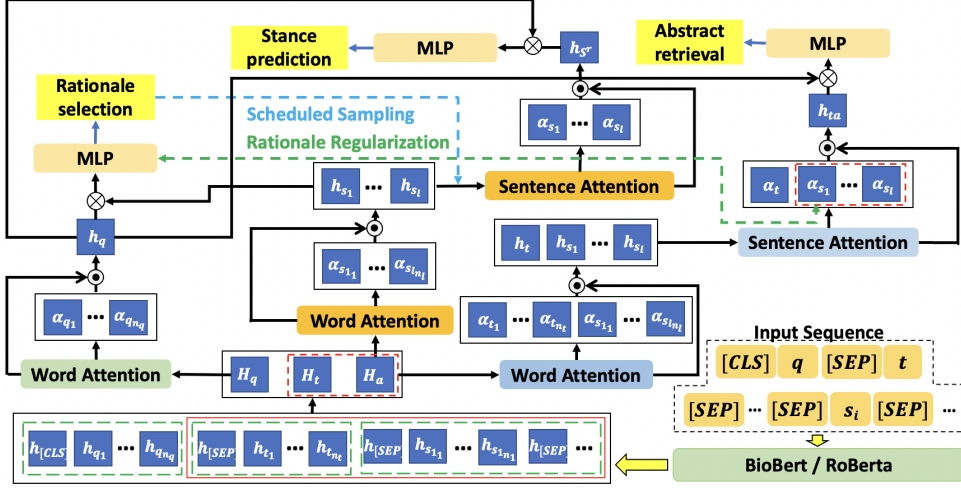 Stance
prediction
MLP
h_{S^r}
Abstract
retrieval
MLP
Rationale
selection
Scheduled Sampling
Rationale Regularization
α_{s_1} ... α_{s_l}
h_{ta}
MLP
h_{s_1} ... h_{s_l}
Sentence Attention
α_t α_{s_1} ... α_{s_l}
h_q
α_{s_{1_1}} ... α_{s_{l_{n_l}}}
h_t h_{s_1} ... h_{s_l}
Sentence Attention
α_{q_1} ... α_{q_{n_q}}
Word Attention
α_{t_1} ... α_{t_{n_t}} α_{s_{1_1}} ... α_{s_{l_{n_l}}}
Input Sequence
Word Attention
H_q H_t H_a
Word Attention
[CLS] q [SEP] t
[SEP] ... [SEP] s_i [SEP] ...
h_{[CLS]} h_{q_1} ... h_{q_{n_q}} h_{[SEP]} h_{t_1} ... h_{t_{n_t}} h_{[SEP]} h_{s_{1_1}} ... h_{s_{1_{n_1}}} h_{[SEP]} ...
BioBert / RoBerta